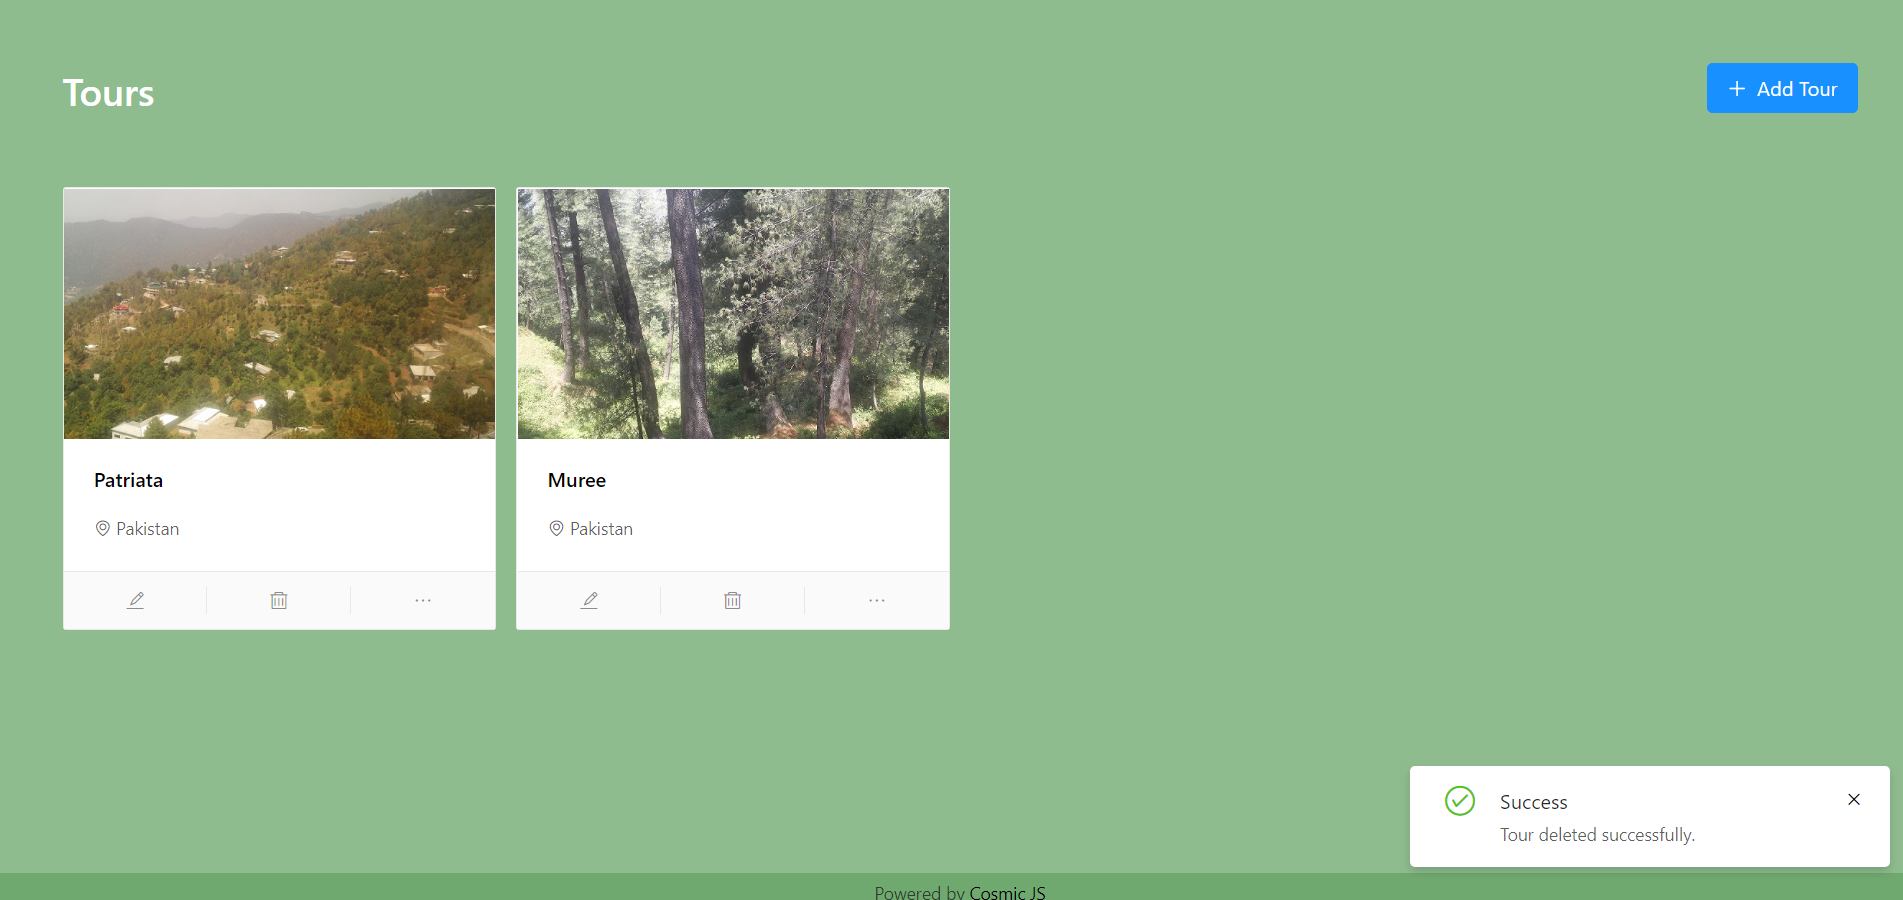 Tours
+ Add Tour
Patriata
Pakistan
Muree
Pakistan
Success
Tour deleted successfully.
Powered by Cosmic JS